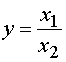 y = x₁/x₂